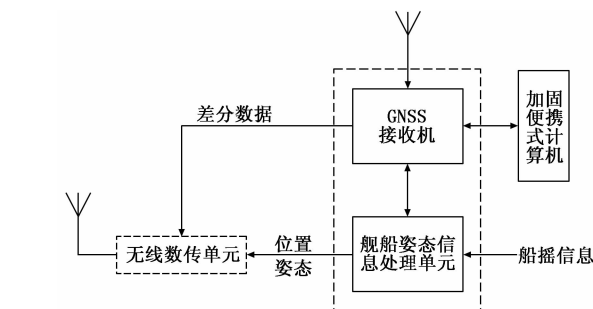 差分数据
GNSS
接收机
加固
便携
式计
算机
无线数传单元
位置
姿态
舰船姿态信
息处理单元
船摇信息